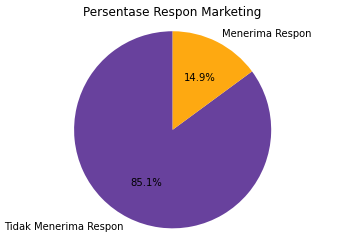 Persentase Respon Marketing
Menerima Respon
14.9%
85.1%
Tidak Menerima Respon